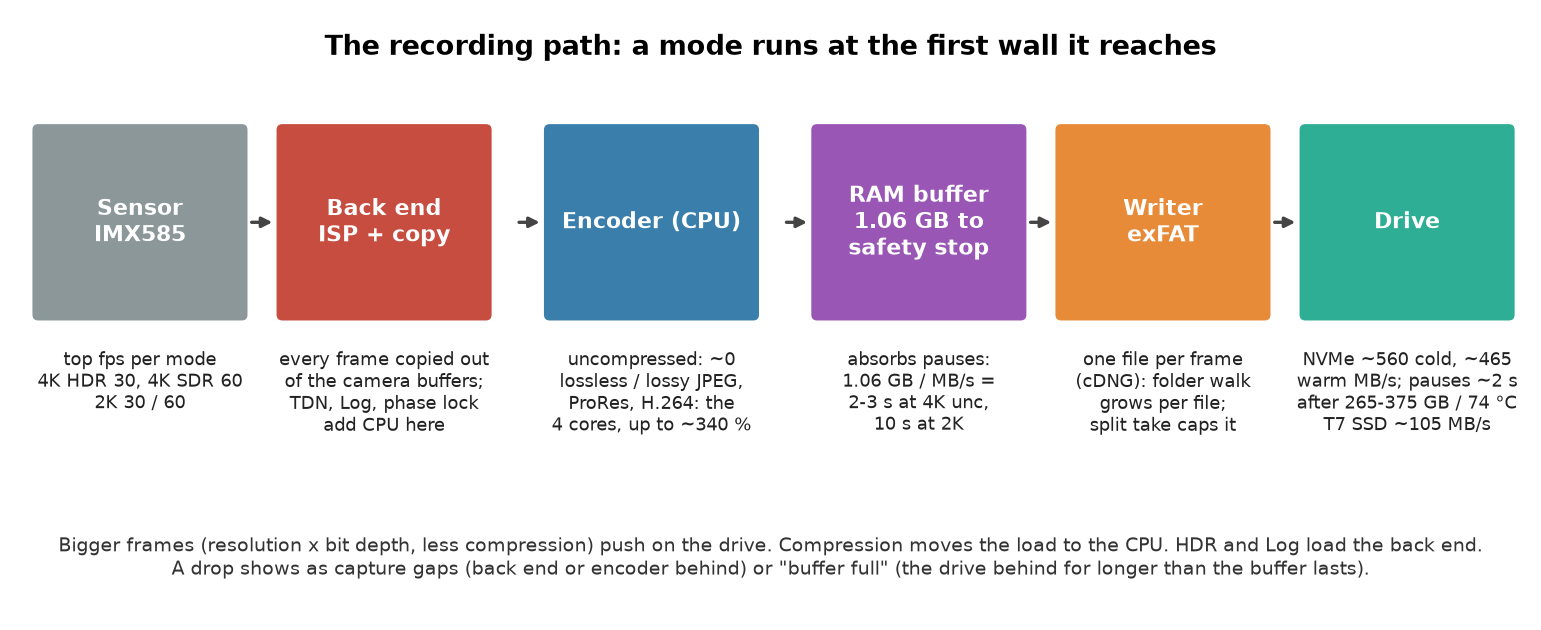 The recording path: a mode runs at the first wall it reaches
Sensor
IMX585
Back end
ISP + copy
Encoder (CPU)
RAM buffer
1.06 GB to
safety stop
Writer
exFAT
Drive
top fps per mode
4K HDR 30, 4K SDR 60
2K 30 / 60
every frame copied out
of the camera buffers;
TDN, Log, phase lock
add CPU here
uncompressed: ~0
lossless / lossy JPEG,
ProRes, H.264: the
4 cores, up to ~340 %
absorbs pauses:
1.06 GB / MB/s =
2-3 s at 4K unc,
10 s at 2K
one file per frame
(cDNG): folder walk
grows per file;
split take caps it
NVMe ~560 cold, ~465
warm MB/s; pauses ~2 s
after 265-375 GB / 74 °C
T7 SSD ~105 MB/s
Bigger frames (resolution x bit depth, less compression) push on the drive. Compression moves the load to the CPU. HDR and Log load the back end.
A drop shows as capture gaps (back end or encoder behind) or "buffer full" (the drive behind for longer than the buffer lasts).